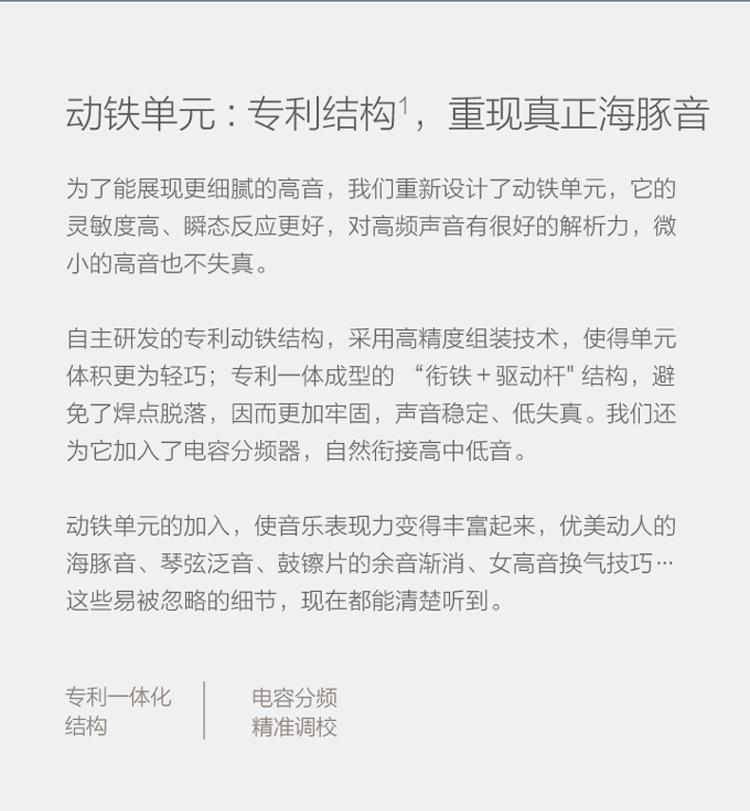 动铁单元：专利结构1，重现真正海豚音
为了能展现更细腻的高音，我们重新设计了动铁单元，它的
灵敏度高、瞬态反应更好，对高频声音有很好的解析力，微
小的高音也不失真。
自主研发的专利动铁结构，采用高精度组装技术，使得单元
体积更为轻巧；专利一体成型的 “衔铁＋驱动杆" 结构，避
免了焊点脱落，因而更加牢固，声音稳定、低失真。我们还
为它加入了电容分频器，自然衔接高中低音。
动铁单元的加入，使音乐表现力变得丰富起来，优美动人的
海豚音、琴弦泛音、鼓镲片的余音渐消、女高音换气技巧…
这些易被忽略的细节，现在都能清楚听到。
专利一体化
结构
电容分频
精准调校